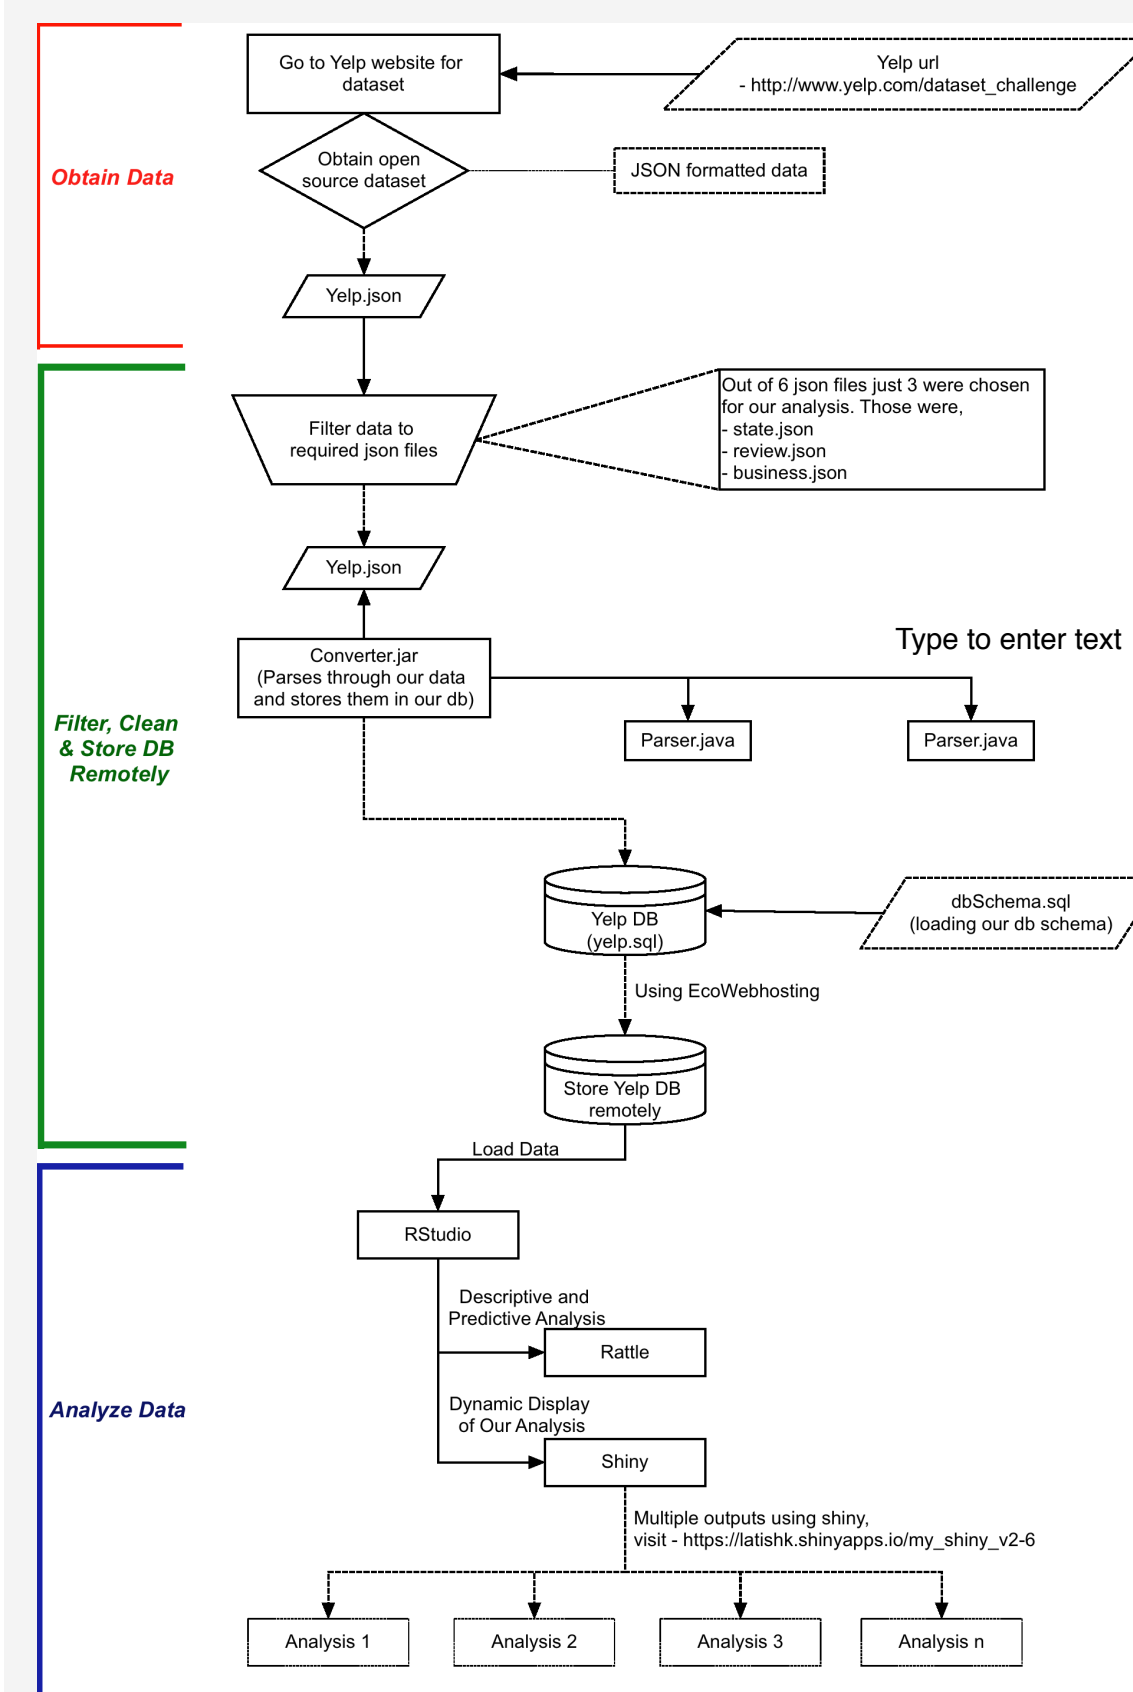 Go to Yelp website for
dataset
Yelp url
- http://www.yelp.com/dataset_challenge
Obtain open
source dataset
JSON formatted data
Obtain Data
Yelp.json
Filter data to
required json files
Out of 6 json files just 3 were chosen
for our analysis. Those were,
- state.json
- review.json
- business.json
Yelp.json
Type to enter text
Converter.jar
(Parses through our data
and stores them in our db)
Parser.java
Parser.java
Filter, Clean
& Store DB
Remotely
Yelp DB
(yelp.sql)
dbSchema.sql
(loading our db schema)
Using EcoWebhosting
Store Yelp DB
remotely
Load Data
RStudio
Descriptive and
Predictive Analysis
Rattle
Analyze Data
Dynamic Display
of Our Analysis
Shiny
Multiple outputs using shiny,
visit - https://latishk.shinyapps.io/my_shiny_v2-6
Analysis 1
Analysis 2
Analysis 3
Analysis n